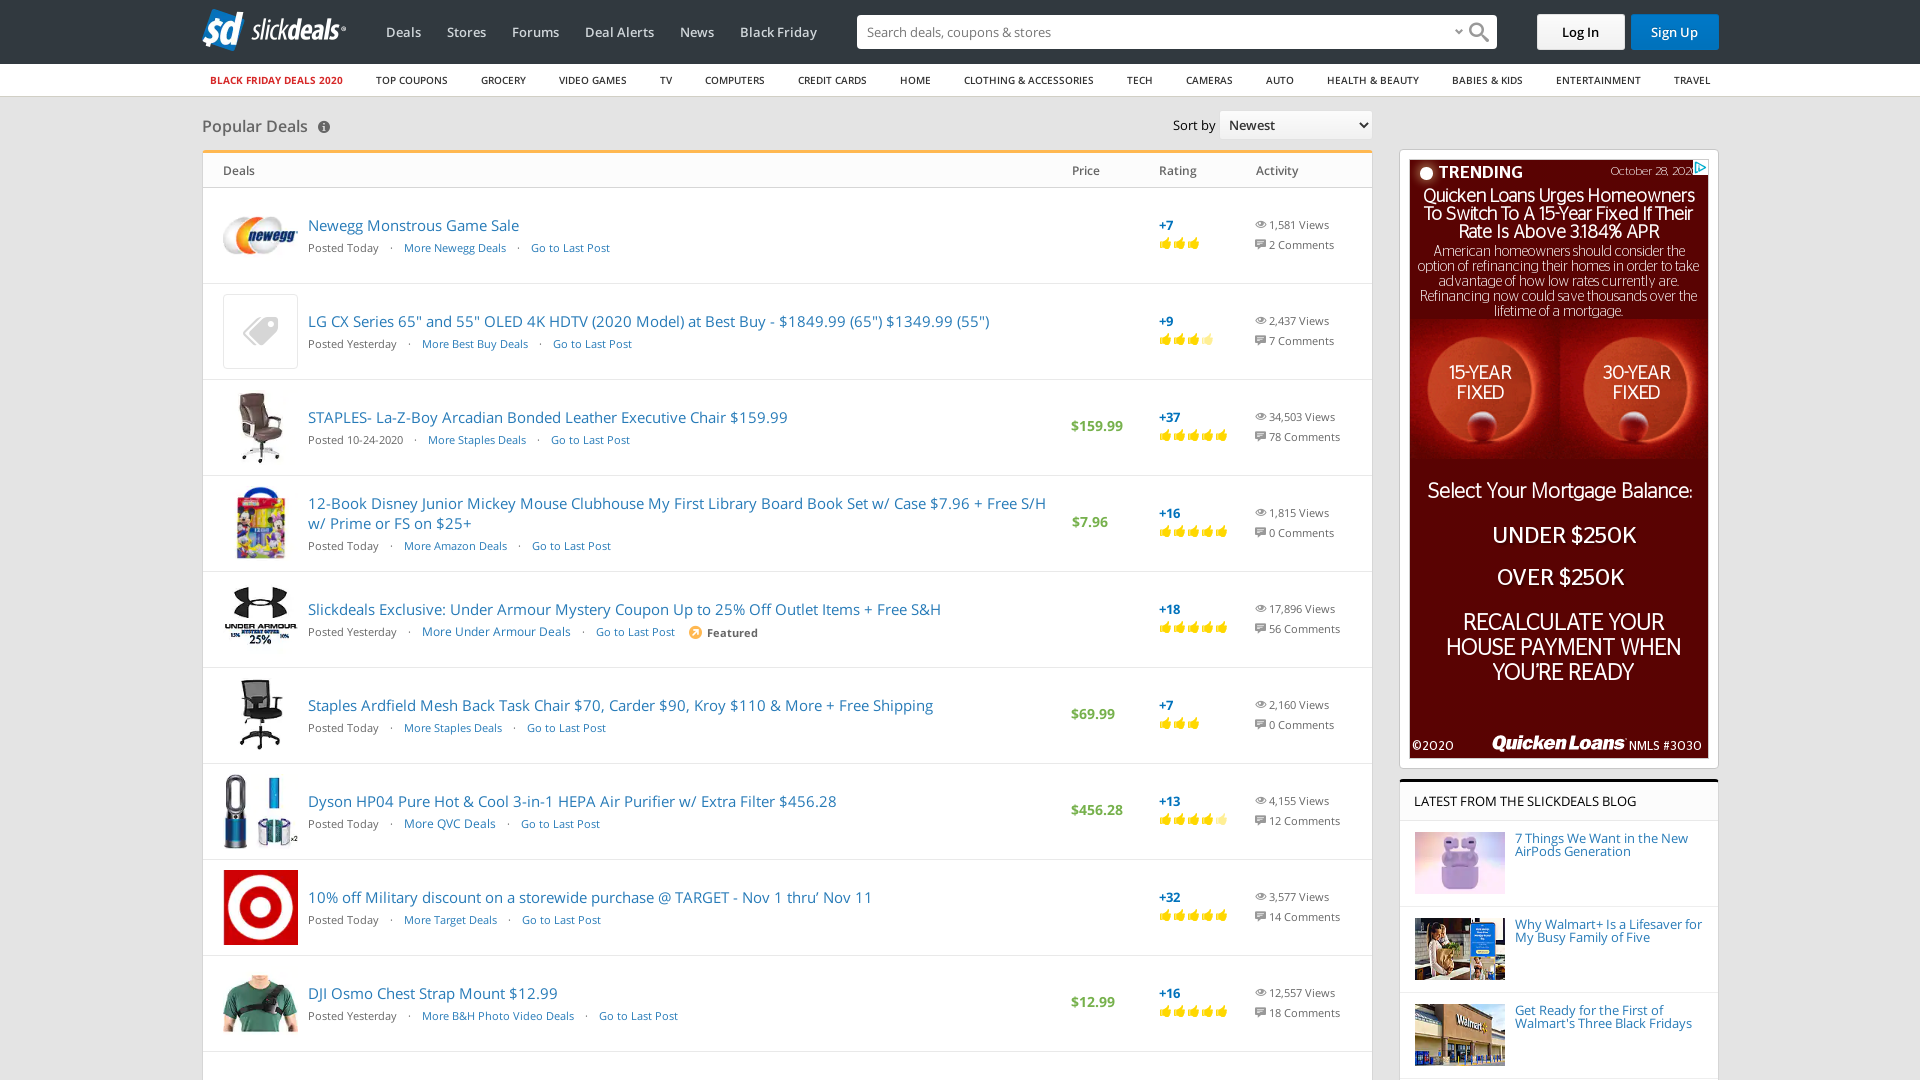 sd slickdeals
Deals Stores Forums Deal Alerts News Black Friday
Search deals, coupons & stores
Log In Sign Up
BLACK FRIDAY DEALS 2020 TOP COUPONS GROCERY VIDEO GAMES TV COMPUTERS CREDIT CARDS HOME CLOTHING & ACCESSORIES TECH CAMERAS AUTO HEALTH & BEAUTY BABIES & KIDS ENTERTAINMENT TRAVEL
Popular Deals
Sort by Newest
Deals Price Rating Activity
newegg
Newegg Monstrous Game Sale
Posted Today · More Newegg Deals · Go to Last Post
+7
1,581 Views
2 Comments
LG CX Series 65" and 55" OLED 4K HDTV (2020 Model) at Best Buy - $1849.99 (65") $1349.99 (55")
Posted Yesterday · More Best Buy Deals · Go to Last Post
+9
2,437 Views
7 Comments
STAPLES- La-Z-Boy Arcadian Bonded Leather Executive Chair $159.99
Posted 10-24-2020 · More Staples Deals · Go to Last Post
$159.99
+37
34,503 Views
78 Comments
12-Book Disney Junior Mickey Mouse Clubhouse My First Library Board Book Set w/ Case $7.96 + Free S/H
w/ Prime or FS on $25+
Posted Today · More Amazon Deals · Go to Last Post
$7.96
+16
1,815 Views
0 Comments
UNDER ARMOUR
MYSTERY OFFER
15% 25% 10%
Slickdeals Exclusive: Under Armour Mystery Coupon Up to 25% Off Outlet Items + Free S&H
Posted Yesterday · More Under Armour Deals · Go to Last Post Featured
+18
17,896 Views
56 Comments
Staples Ardfield Mesh Back Task Chair $70, Carder $90, Kroy $110 & More + Free Shipping
Posted Today · More Staples Deals · Go to Last Post
$69.99
+7
2,160 Views
0 Comments
x2
Dyson HP04 Pure Hot & Cool 3-in-1 HEPA Air Purifier w/ Extra Filter $456.28
Posted Today · More QVC Deals · Go to Last Post
$456.28
+13
4,155 Views
12 Comments
10% off Military discount on a storewide purchase @ TARGET - Nov 1 thru’ Nov 11
Posted Today · More Target Deals · Go to Last Post
+32
3,577 Views
14 Comments
DJI Osmo Chest Strap Mount $12.99
Posted Yesterday · More B&H Photo Video Deals · Go to Last Post
$12.99
+16
12,557 Views
18 Comments
TRENDING October 28, 2020
Quicken Loans Urges Homeowners
To Switch To A 15-Year Fixed If Their
Rate Is Above 3.184% APR
American homeowners should consider the
option of refinancing their homes in order to take
advantage of how low rates currently are.
Refinancing now could save thousands over the
lifetime of a mortgage.
15-YEAR
FIXED
30-YEAR
FIXED
Select Your Mortgage Balance:
UNDER $250K
OVER $250K
RECALCULATE YOUR
HOUSE PAYMENT WHEN
YOU'RE READY
©2020 Quicken Loans NMLS #3030
LATEST FROM THE SLICKDEALS BLOG
7 Things We Want in the New
AirPods Generation
Why Walmart+ Is a Lifesaver for
My Busy Family of Five
Walmart
Get Ready for the First of
Walmart's Three Black Fridays